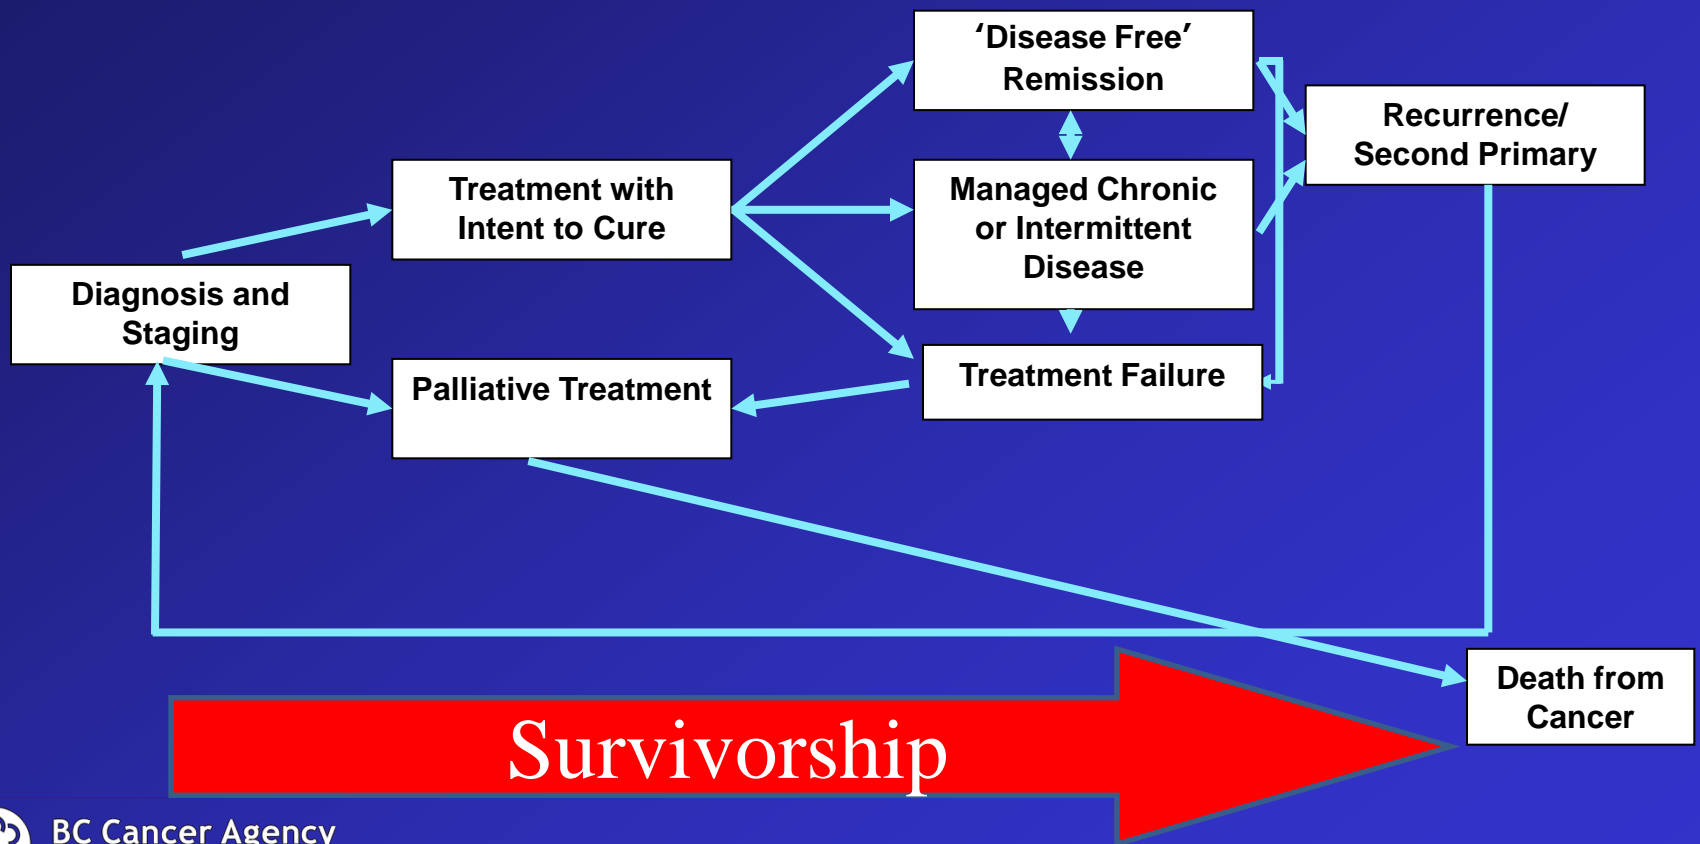 ‘Disease Free’
Remission
Recurrence/
Second Primary
Treatment with
Intent to Cure
Managed Chronic
or Intermittent
Disease
Diagnosis and
Staging
Palliative Treatment
Treatment Failure
Death from
Cancer
Survivorship
BC Cancer Agency